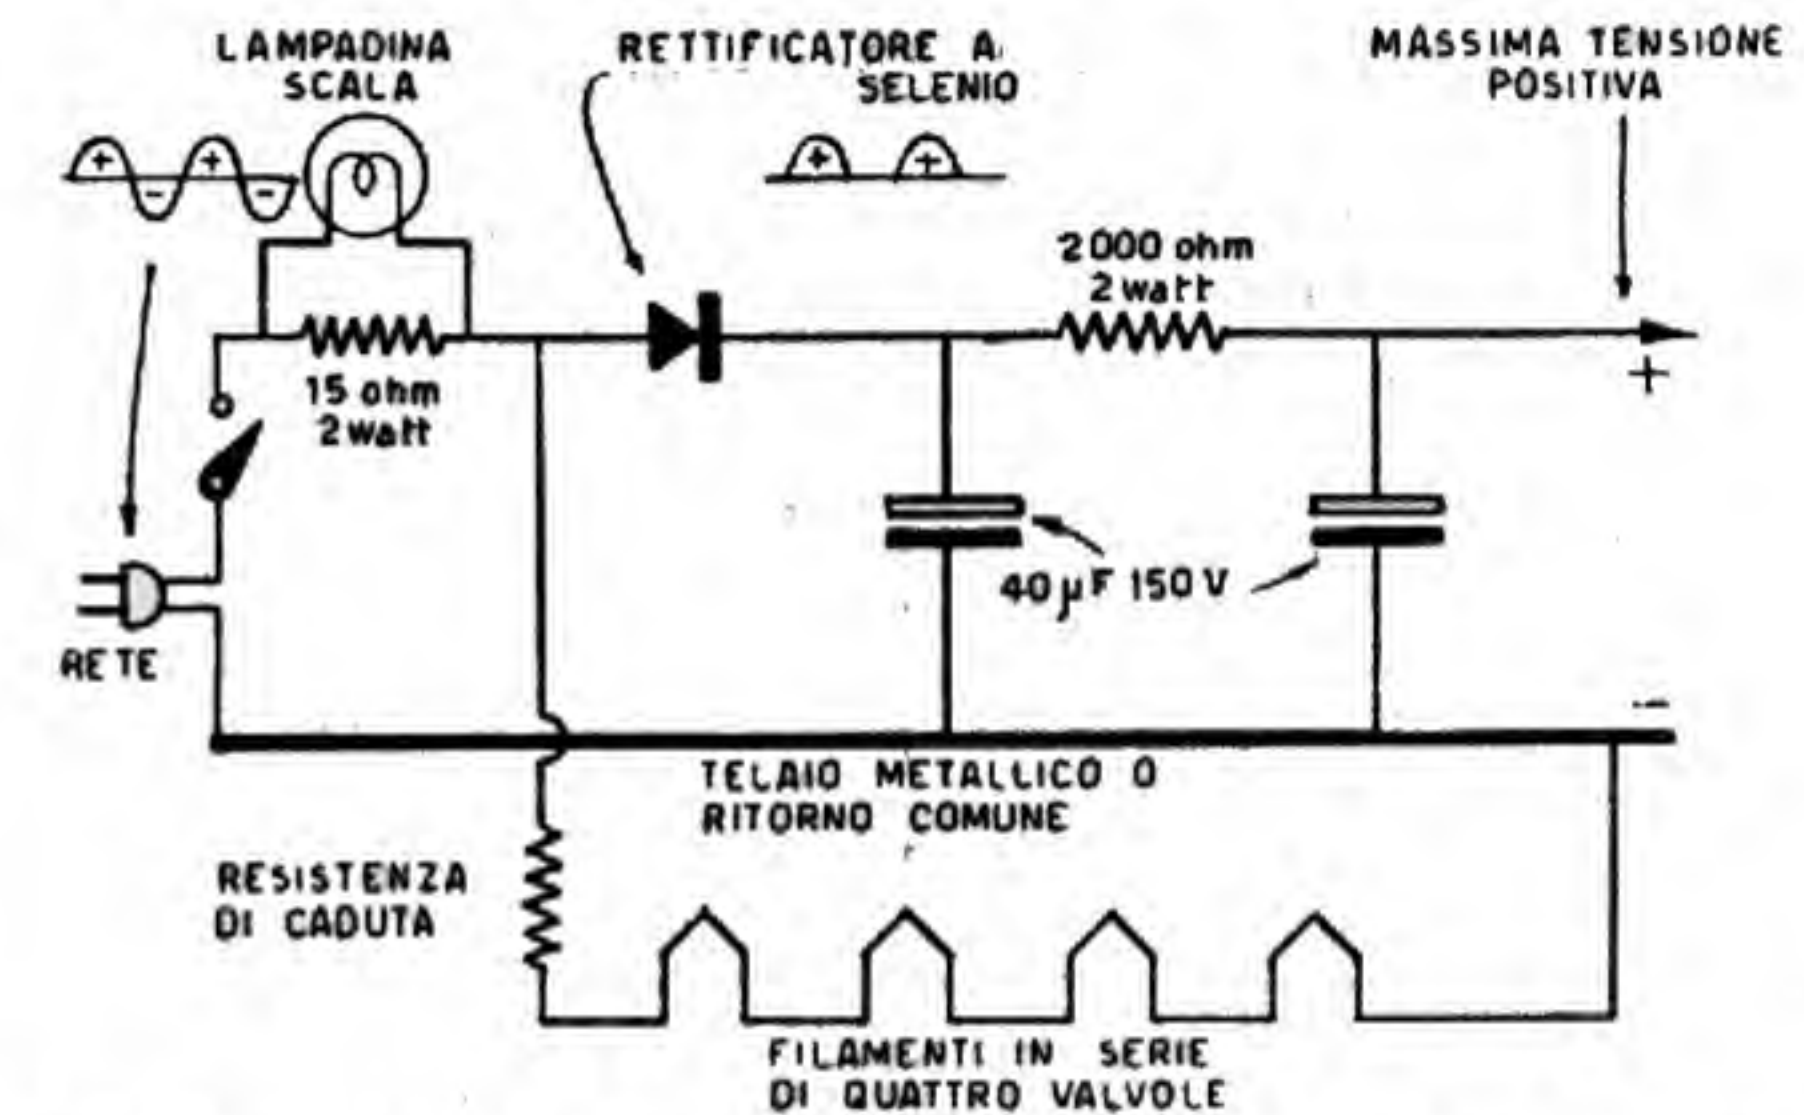 LAMPADINA
SCALA
RETTIFICATORE A
SELENIO
MASSIMA TENSIONE
POSITIVA
+ - + -
+ +
2000 ohm
2 watt
15 ohm
2 watt
+
40 µF 150 V
RETE
-
TELAIO METALLICO O
RITORNO COMUNE
RESISTENZA
DI CADUTA
FILAMENTI IN SERIE
DI QUATTRO VALVOLE